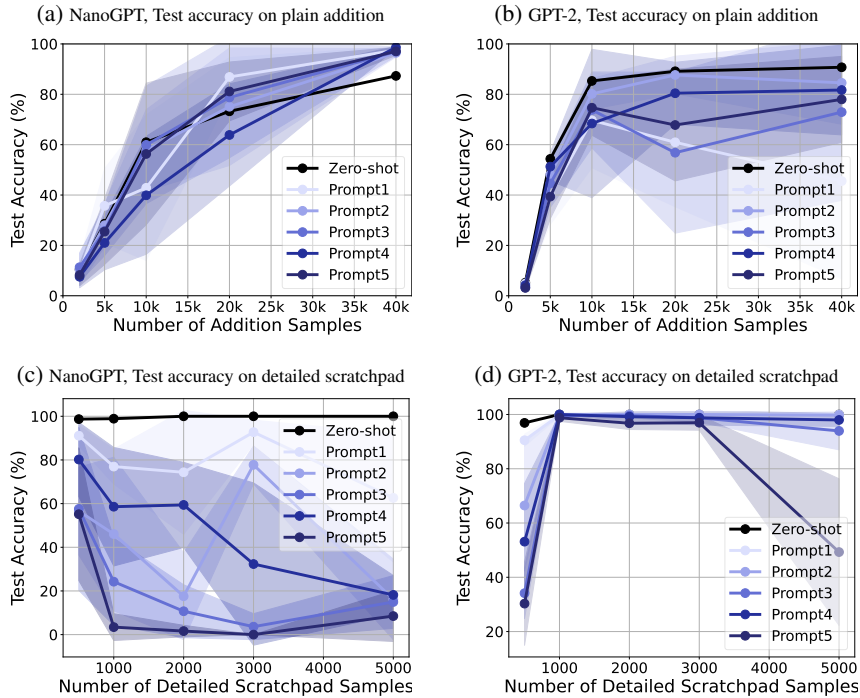 (a) NanoGPT, Test accuracy on plain addition
100
80
60
40
20
0
Test Accuracy (%)
0 5k 10k 15k 20k 25k 30k 35k 40k
Number of Addition Samples
Zero-shot
Prompt1
Prompt2
Prompt3
Prompt4
Prompt5
(b) GPT-2, Test accuracy on plain addition
100
80
60
40
20
0
Test Accuracy (%)
0 5k 10k 15k 20k 25k 30k 35k 40k
Number of Addition Samples
Zero-shot
Prompt1
Prompt2
Prompt3
Prompt4
Prompt5
(c) NanoGPT, Test accuracy on detailed scratchpad
100
80
60
40
20
0
Test Accuracy (%)
1000 2000 3000 4000 5000
Number of Detailed Scratchpad Samples
Zero-shot
Prompt1
Prompt2
Prompt3
Prompt4
Prompt5
(d) GPT-2, Test accuracy on detailed scratchpad
100
80
60
40
20
Test Accuracy (%)
1000 2000 3000 4000 5000
Number of Detailed Scratchpad Samples
Zero-shot
Prompt1
Prompt2
Prompt3
Prompt4
Prompt5